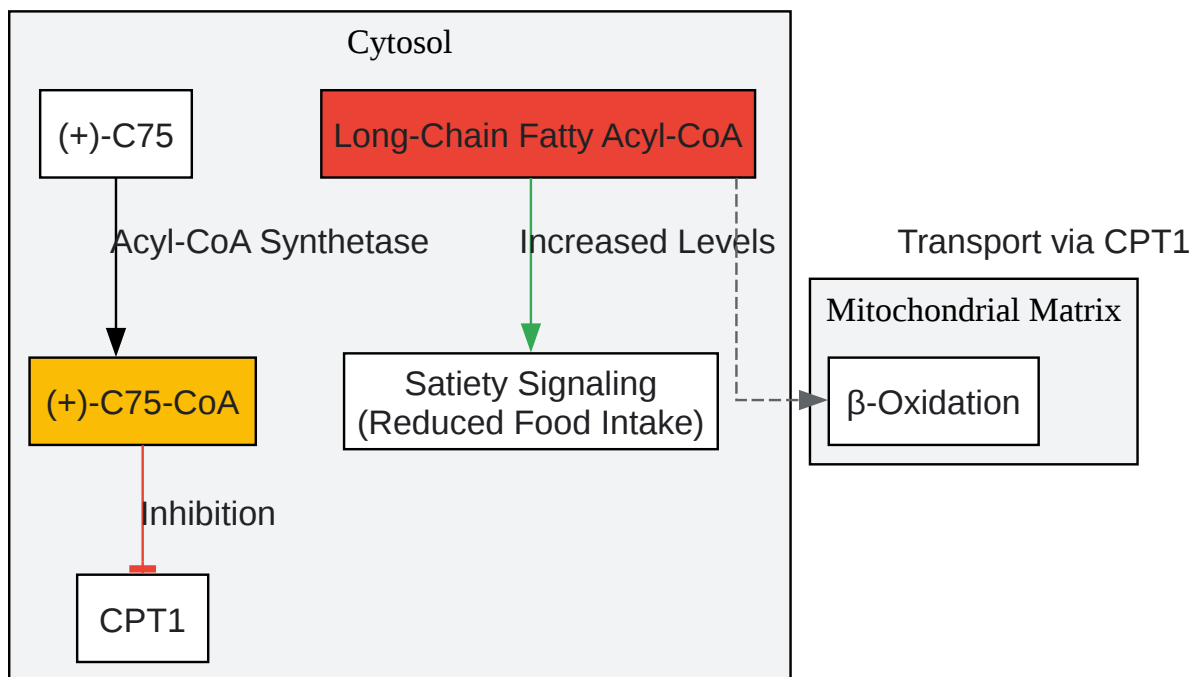 Cytosol
(+)-C75
Long-Chain Fatty Acyl-CoA
Acyl-CoA Synthetase
Increased Levels
Transport via CPT1
Mitochondrial Matrix
(+)-C75-CoA
Satiety Signaling
(Reduced Food Intake)
β-Oxidation
Inhibition
CPT1